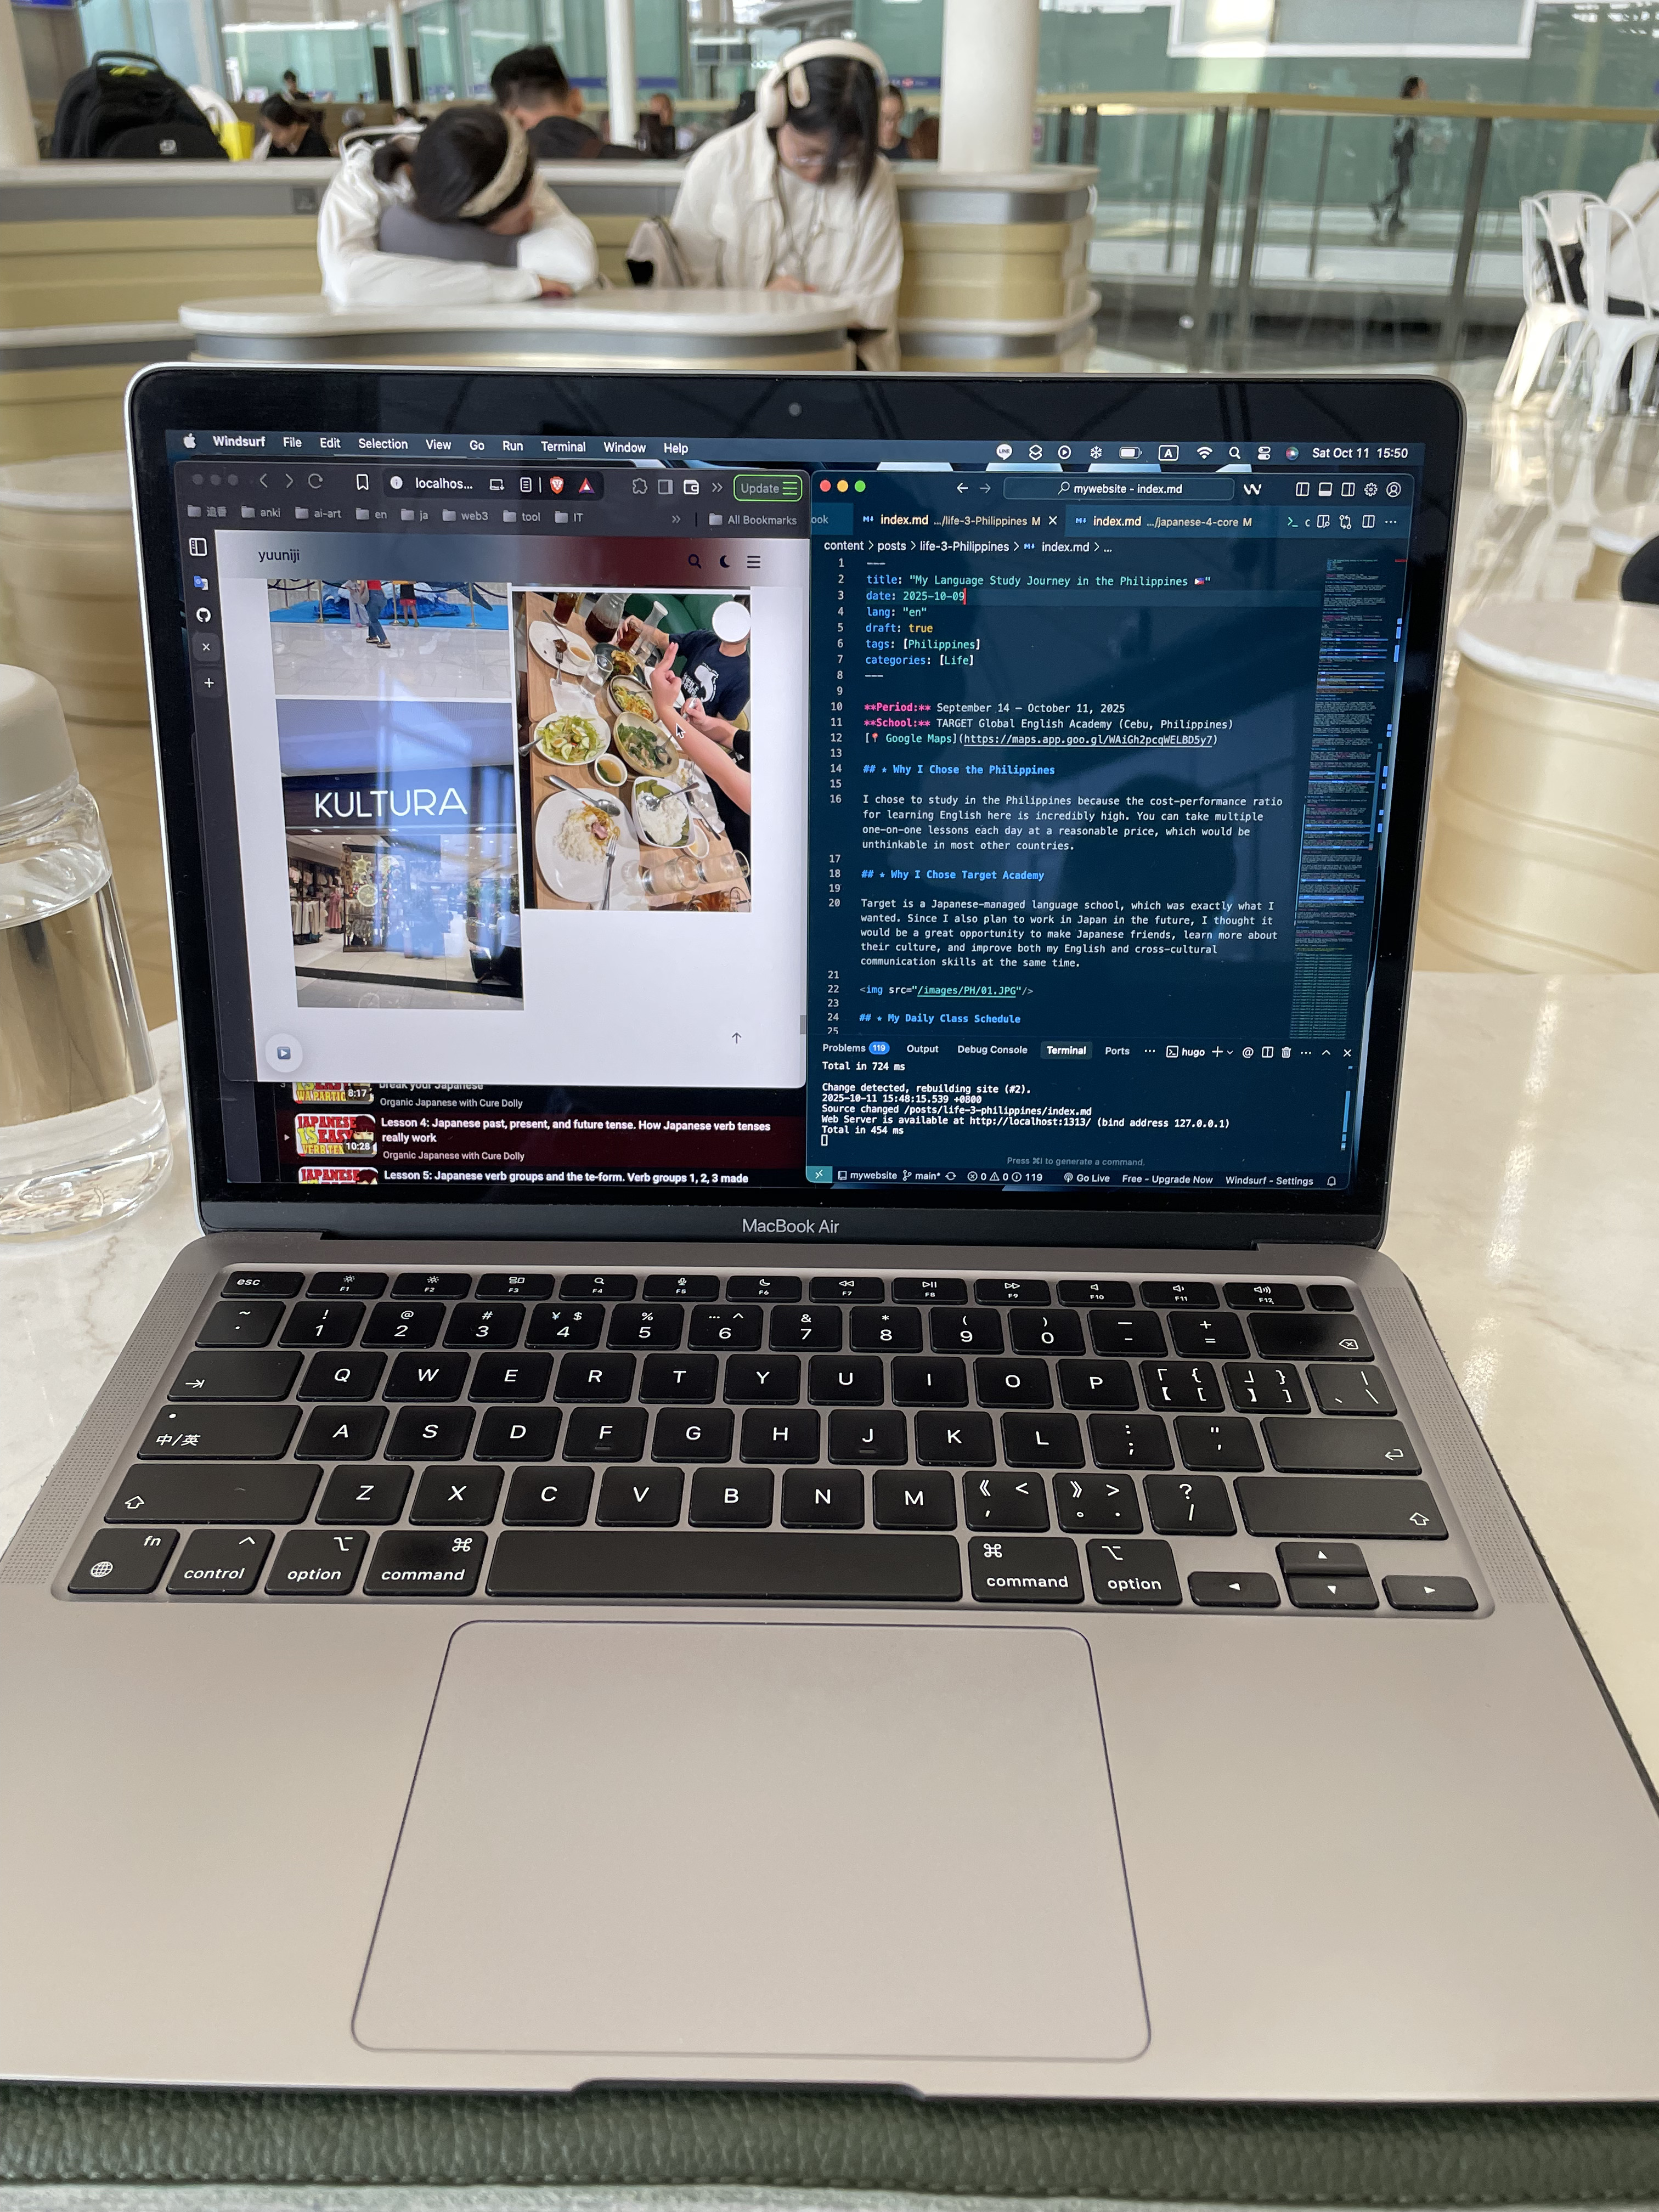 Windsurf File Edit Selection View Go Run Terminal Window Help
LINE A Sat Oct 11 15:50
localhos... Update
追番 anki ai-art en ja web3 tool IT » All Bookmarks
yuuniji
KULTURA
break your Japanese
8:17
Organic Japanese with Cure Dolly
JAPANESE
10:28
Lesson 4: Japanese past, present, and future tense. How Japanese verb tenses
really work
Organic Japanese with Cure Dolly
JAPANESE
Lesson 5: Japanese verb groups and the te-form. Verb groups 1, 2, 3 made
mywebsite - index.md
ook index.md .../life-3-Philippines M index.md .../japanese-4-core M
content > posts > life-3-Philippines > index.md > ...
1 ---
2 title: "My Language Study Journey in the Philippines 🇵🇭"
3 date: 2025-10-09
4 lang: "en"
5 draft: true
6 tags: [Philippines]
7 categories: [Life]
8 ---
9
10 **Period:** September 14 – October 11, 2025
11 **School:** TARGET Global English Academy (Cebu, Philippines)
12 [📍 Google Maps](https://maps.app.goo.gl/WAiGh2pcqWELBD5y7)
13
14 ## ★ Why I Chose the Philippines
15
16 I chose to study in the Philippines because the cost-performance ratio
for learning English here is incredibly high. You can take multiple
one-on-one lessons each day at a reasonable price, which would be
unthinkable in most other countries.
17
18 ## ★ Why I Chose Target Academy
19
20 Target is a Japanese-managed language school, which was exactly what I
wanted. Since I also plan to work in Japan in the future, I thought it
would be a great opportunity to make Japanese friends, learn more about
their culture, and improve both my English and cross-cultural
communication skills at the same time.
21
22 <img src="/images/PH/01.JPG"/>
23
24 ## ★ My Daily Class Schedule
25
Problems 119 Output Debug Console Terminal Ports ... hugo
Total in 724 ms
Change detected, rebuilding site (#2).
2025-10-11 15:48:15.539 +0800
Source changed /posts/life-3-philippines/index.md
Web Server is available at http://localhost:1313/ (bind address 127.0.0.1)
Total in 454 ms
Press ⌘I to generate a command.
mywebsite main* 0 0 119 Go Live Free - Upgrade Now Windsurf - Settings
MacBook Air
esc F1 F2 F3 F4 F5 F6 F7 F8 F9 F10 F11 F12
~ ! @ # ¥ $ % ... ^ & * ( ) — +
· 1 2 3 4 5 6 7 8 9 0 - =
Q W E R T Y U I O P 「 { 【 [ 」 } 】 ] | 、 \
中/英 A S D F G H J K L : ; " '
Z X C V B N M 《 < , 》 > 。 . ? /
fn control option command command option